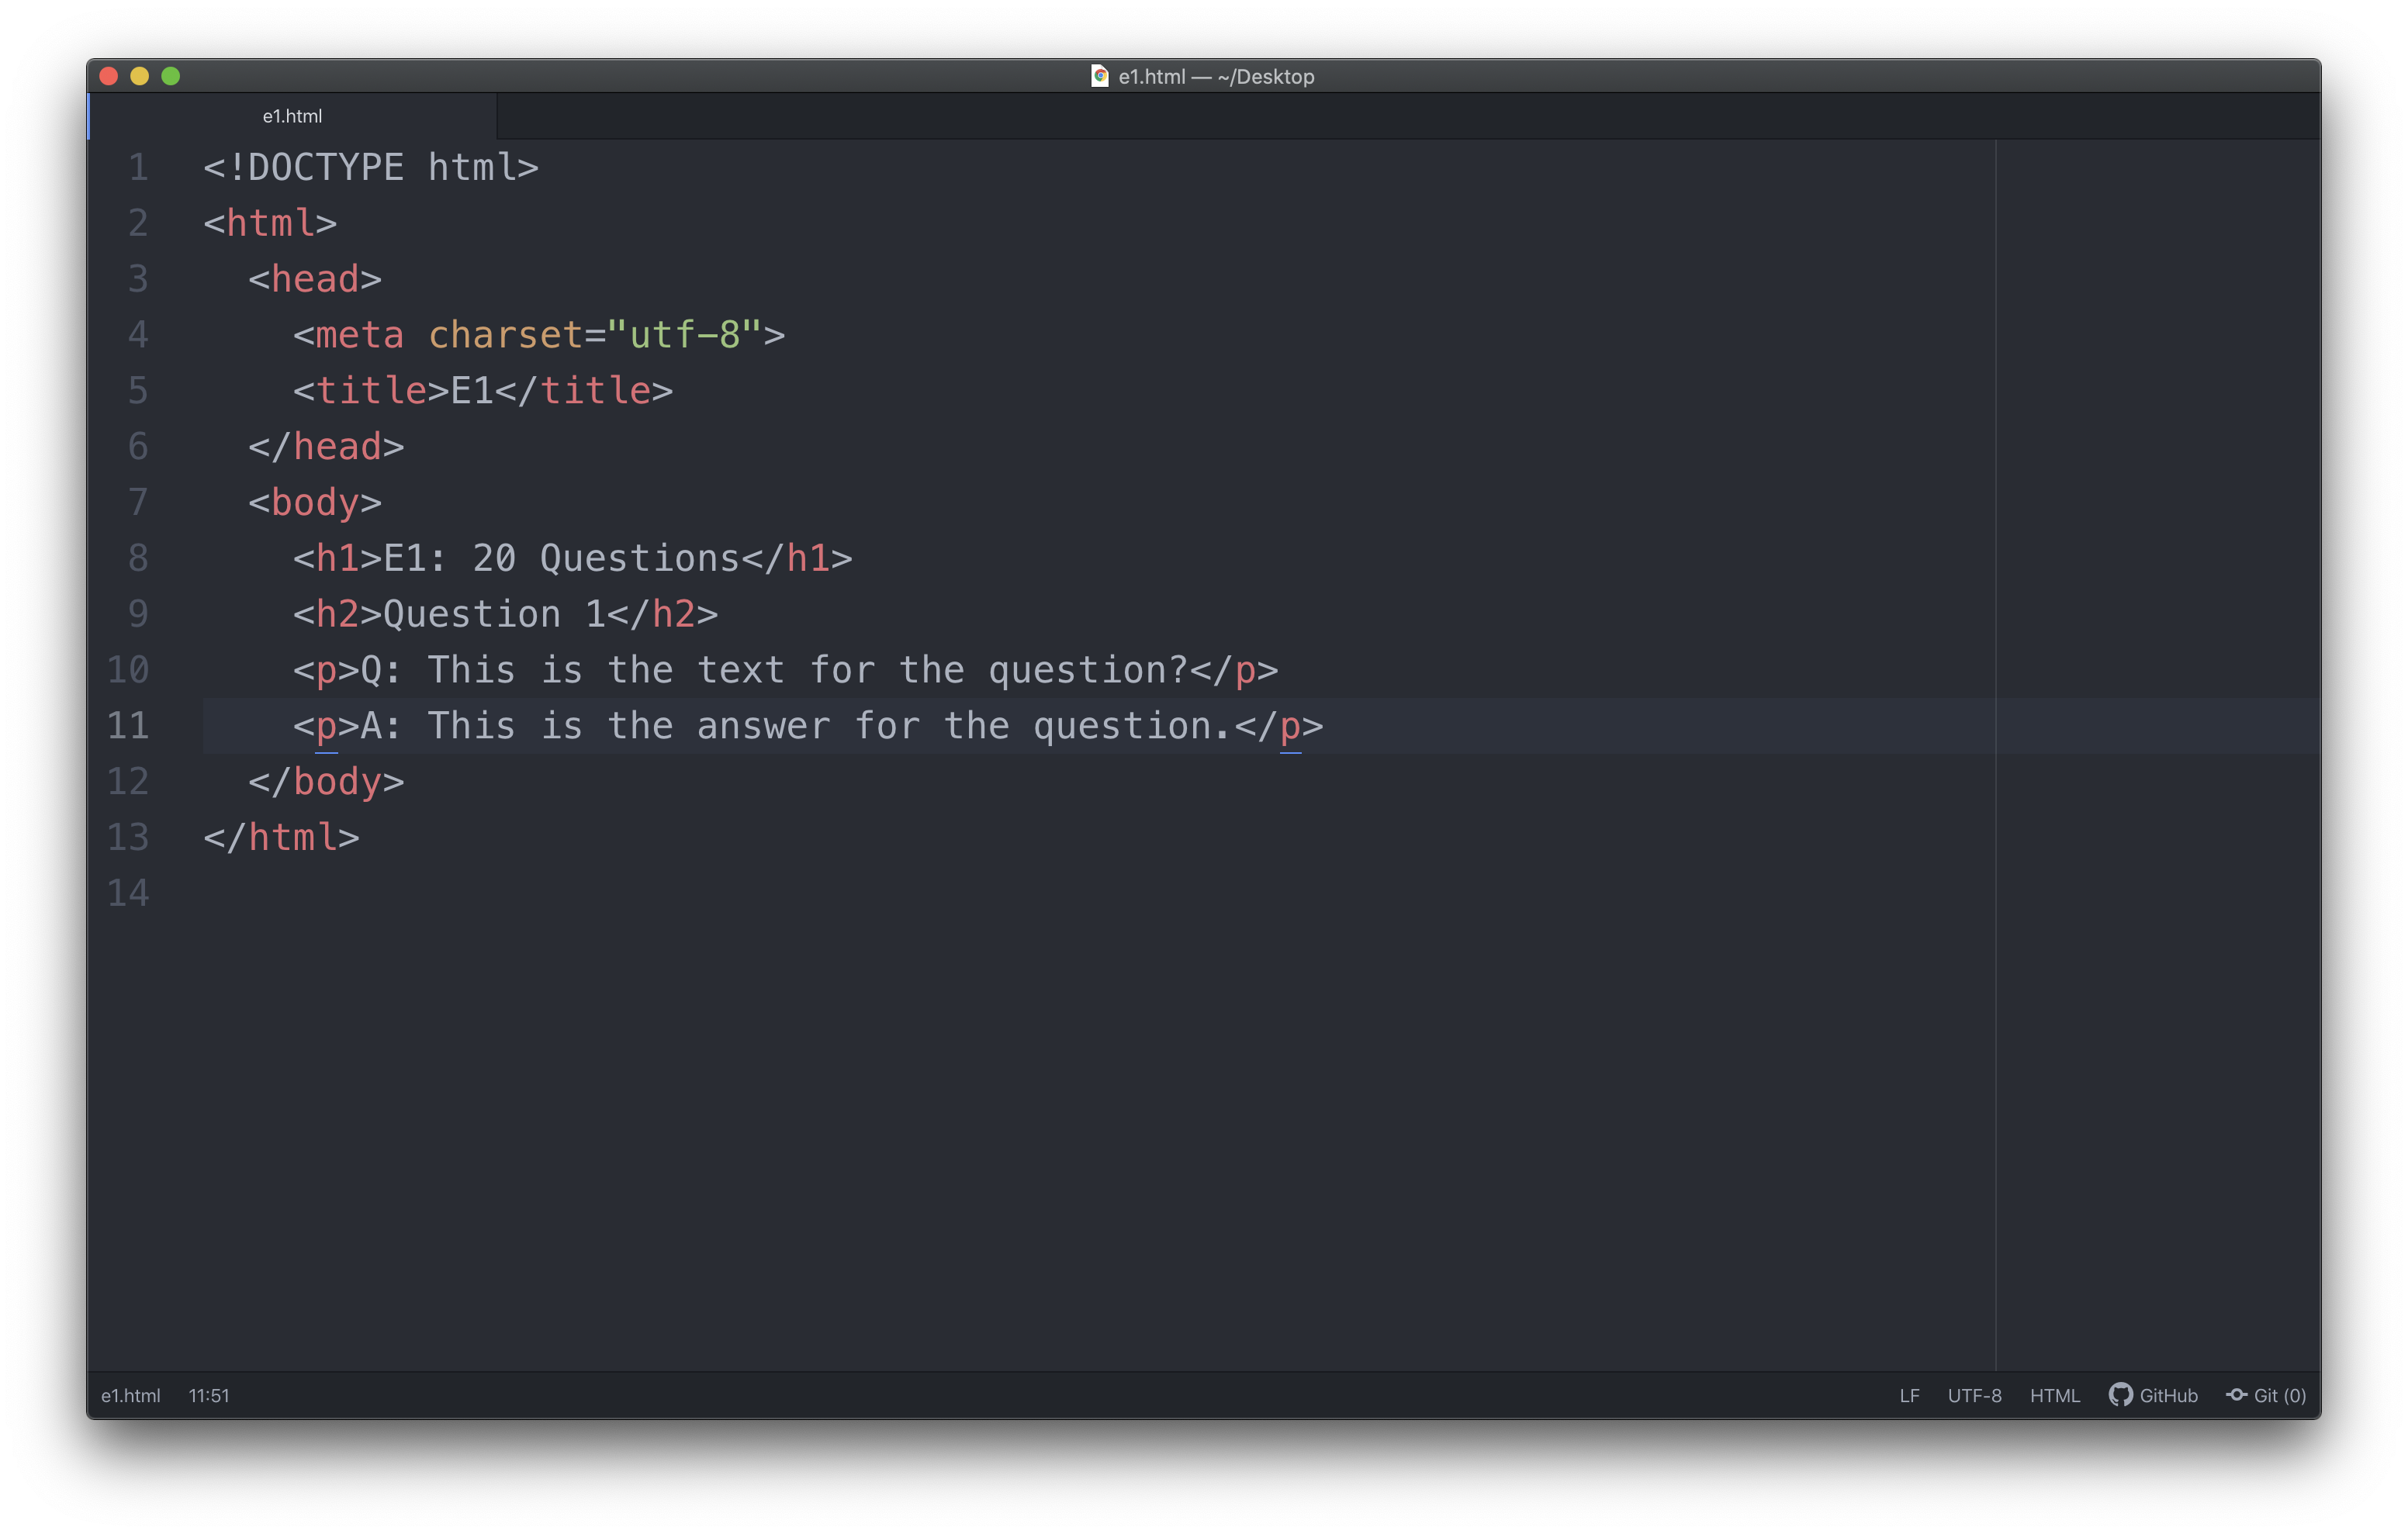 e1.html — ~/Desktop
e1.html
1 <!DOCTYPE html>
2 <html>
3   <head>
4     <meta charset="utf-8">
5     <title>E1</title>
6   </head>
7   <body>
8     <h1>E1: 20 Questions</h1>
9     <h2>Question 1</h2>
10     <p>Q: This is the text for the question?</p>
11     <p>A: This is the answer for the question.</p>
12   </body>
13 </html>
14
e1.html 11:51 LF UTF-8 HTML GitHub Git (0)